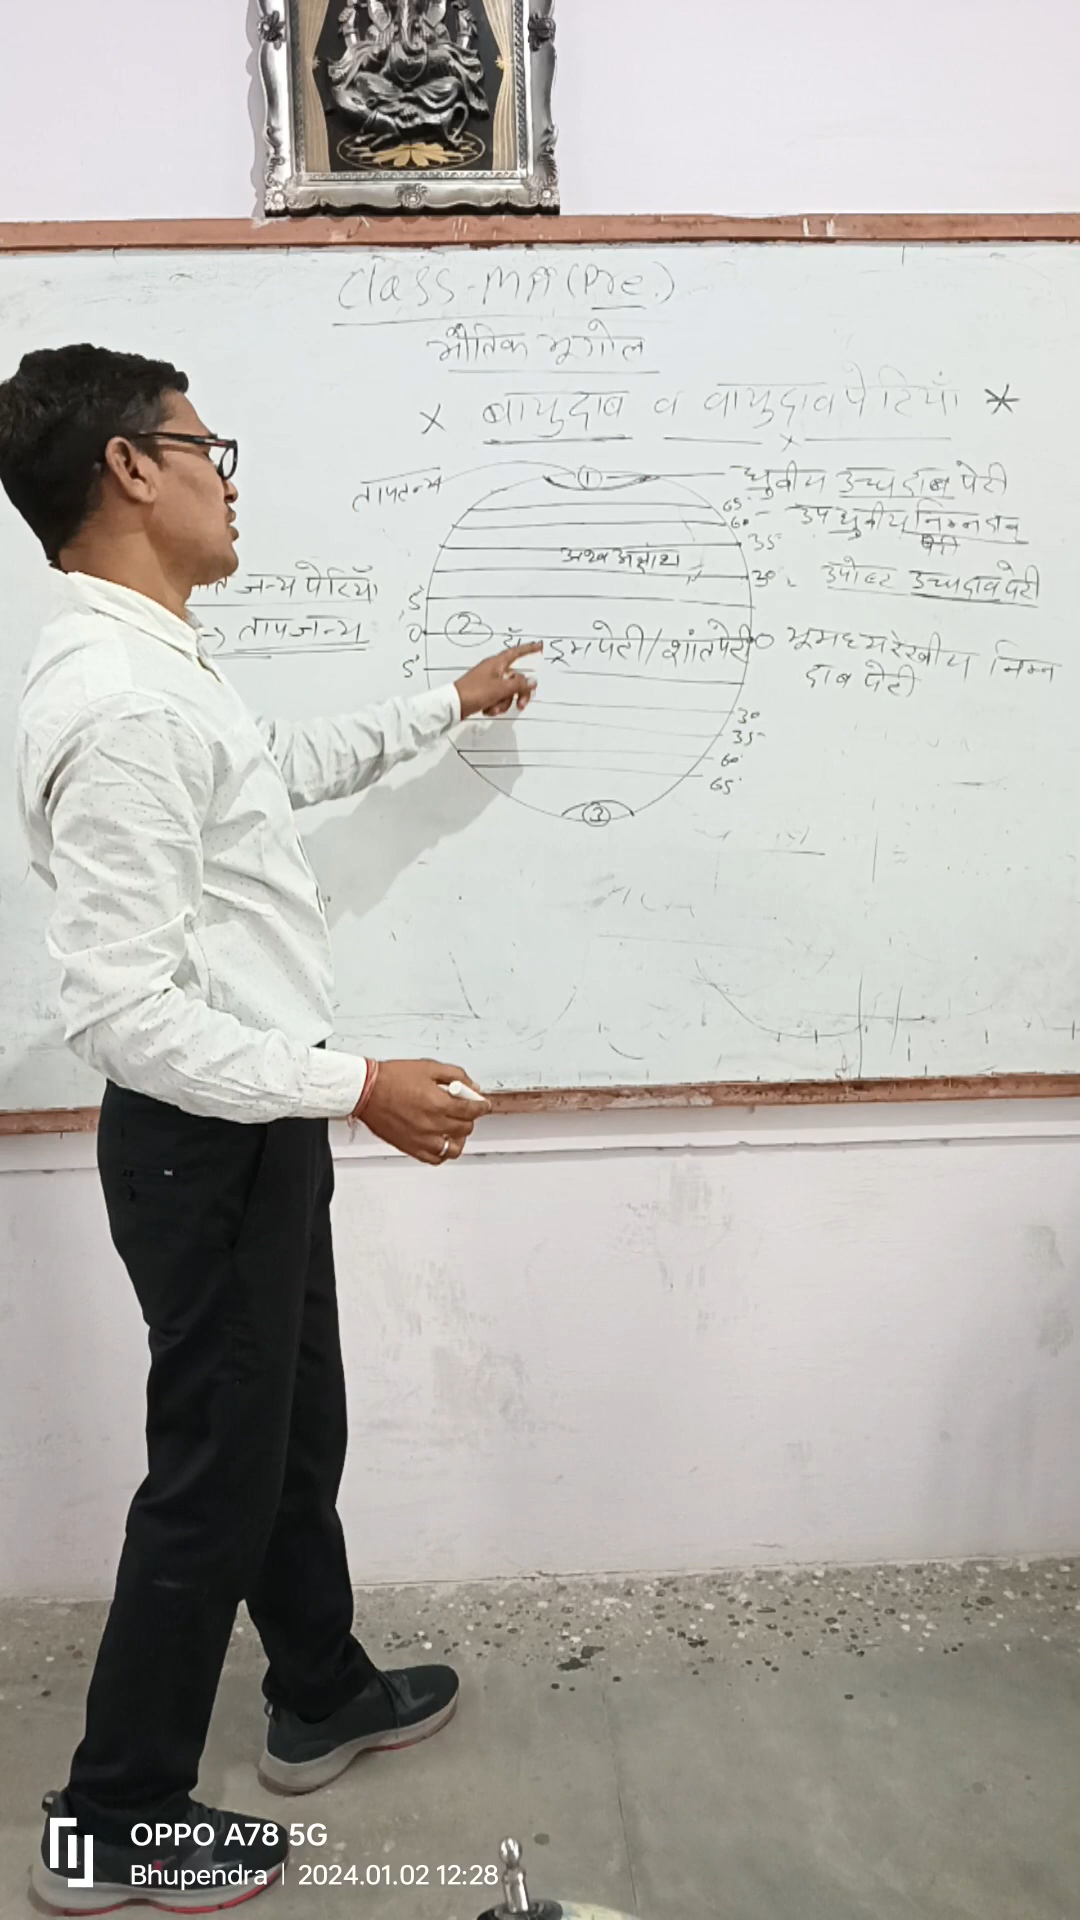 Class-MA (Pre.)
भौतिक भूगोल
× वायुदाब व वायुदाब पेटियाँ *
तापजन्य
1
ध्रुवीय उच्चदाब पेटी
65°
60°
उपध्रुवीय निम्नदाब
पेटी
35°
अश्व अक्षांश
30°
उपोष्ण उच्चदाब पेटी
जन्य पेटियाँ
→ तापजन्य
5°
0
5°
2
डॉलड्रमपेटी/शांतपेटी
0
भूमध्यरेखीय निम्न
दाब पेटी
30
35
60°
65°
3
OPPO A78 5G
Bhupendra | 2024.01.02 12:28